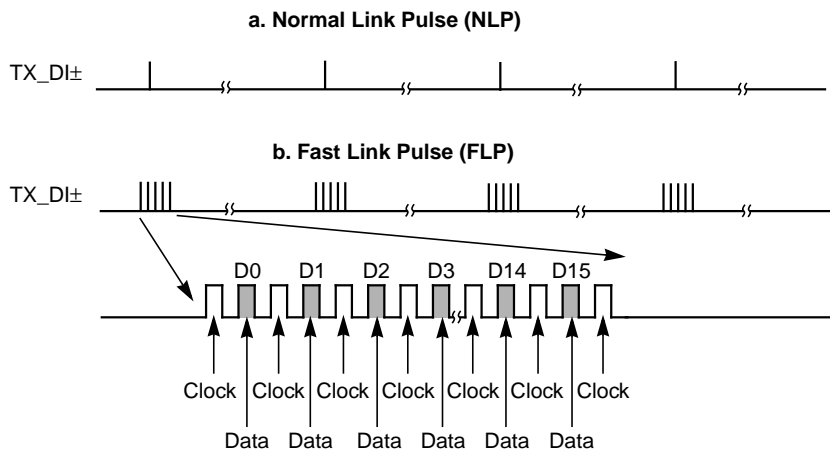 a. Normal Link Pulse (NLP)
TX_DI±
b. Fast Link Pulse (FLP)
TX_DI±
D0 D1 D2 D3 D14 D15
Clock Clock Clock Clock Clock Clock Clock
Data Data Data Data Data Data